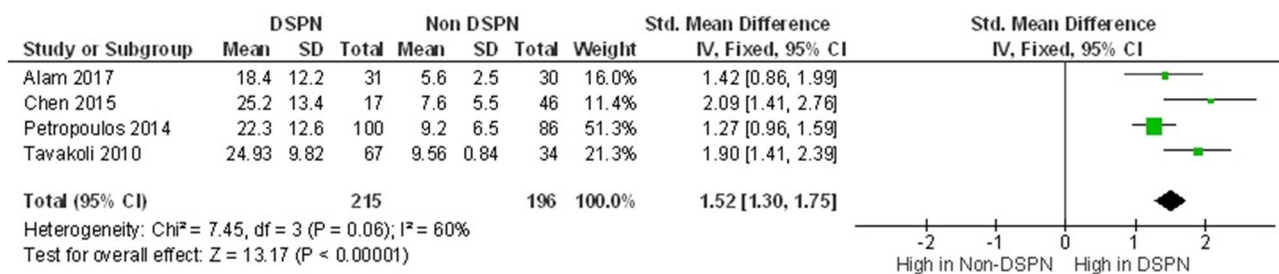 DSPN Non DSPN Std. Mean Difference Std. Mean Difference
Study or Subgroup Mean SD Total Mean SD Total Weight IV, Fixed, 95% CI IV, Fixed, 95% CI
Alam 2017 18.4 12.2 31 5.6 2.5 30 16.0% 1.42 [0.86, 1.99]
Chen 2015 25.2 13.4 17 7.6 5.5 46 11.4% 2.09 [1.41, 2.76]
Petropoulos 2014 22.3 12.6 100 9.2 6.5 86 51.3% 1.27 [0.96, 1.59]
Tavakoli 2010 24.93 9.82 67 9.56 0.84 34 21.3% 1.90 [1.41, 2.39]
Total (95% CI) 215 196 100.0% 1.52 [1.30, 1.75]
Heterogeneity: Chi² = 7.45, df = 3 (P = 0.06); I² = 60%
Test for overall effect: Z = 13.17 (P < 0.00001)
-2 -1 0 1 2
High in Non-DSPN High in DSPN